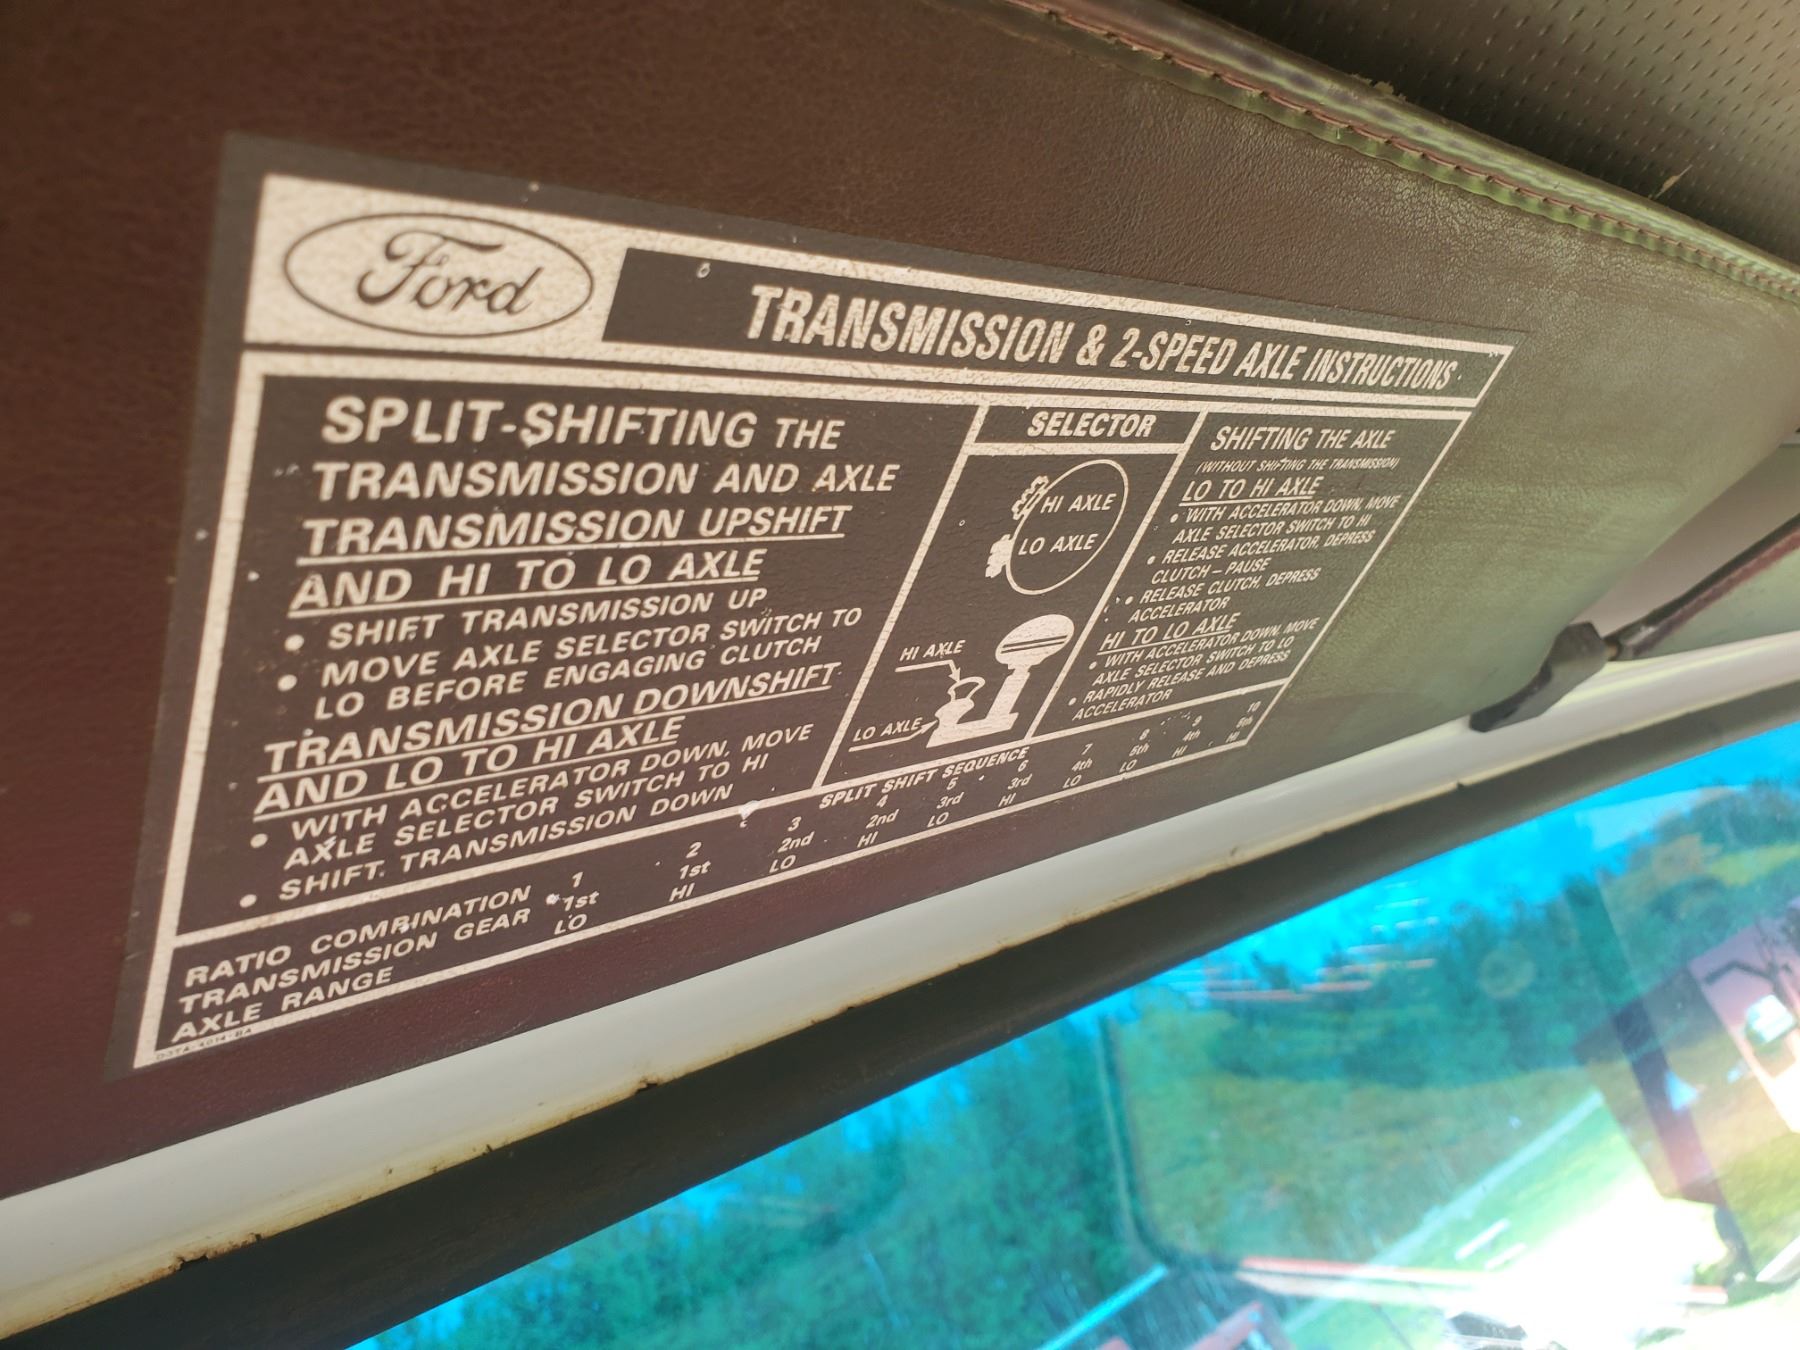 Ford
TRANSMISSION & 2-SPEED AXLE INSTRUCTIONS
SPLIT-SHIFTING THE
TRANSMISSION AND AXLE
TRANSMISSION UPSHIFT
AND HI TO LO AXLE
• SHIFT TRANSMISSION UP
• MOVE AXLE SELECTOR SWITCH TO
LO BEFORE ENGAGING CLUTCH
TRANSMISSION DOWNSHIFT
AND LO TO HI AXLE
• WITH ACCELERATOR DOWN, MOVE
AXLE SELECTOR SWITCH TO HI
• SHIFT TRANSMISSION DOWN
SELECTOR
HI AXLE
LO AXLE
HI AXLE
LO AXLE
SHIFTING THE AXLE
(WITHOUT SHIFTING THE TRANSMISSION)
LO TO HI AXLE
• WITH ACCELERATOR DOWN, MOVE
AXLE SELECTOR SWITCH TO HI
• RELEASE ACCELERATOR, DEPRESS
CLUTCH – PAUSE
• RELEASE CLUTCH, DEPRESS
ACCELERATOR
HI TO LO AXLE
• WITH ACCELERATOR DOWN, MOVE
AXLE SELECTOR SWITCH TO LO
• RAPIDLY RELEASE AND DEPRESS
ACCELERATOR
SPLIT SHIFT SEQUENCE
RATIO COMBINATION 1 2 3 4 5 6 7 8 9 10
TRANSMISSION GEAR 1st 1st 2nd 2nd 3rd 3rd 4th 5th 4th 5th
AXLE RANGE LO HI LO HI LO HI LO LO HI HI